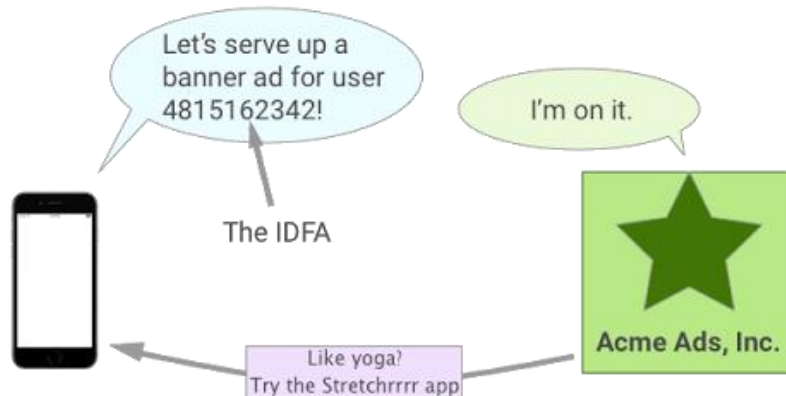 Let's serve up a
banner ad for user
4815162342!
I'm on it.
The IDFA
Acme Ads, Inc.
Like yoga?
Try the Stretchrrrr app